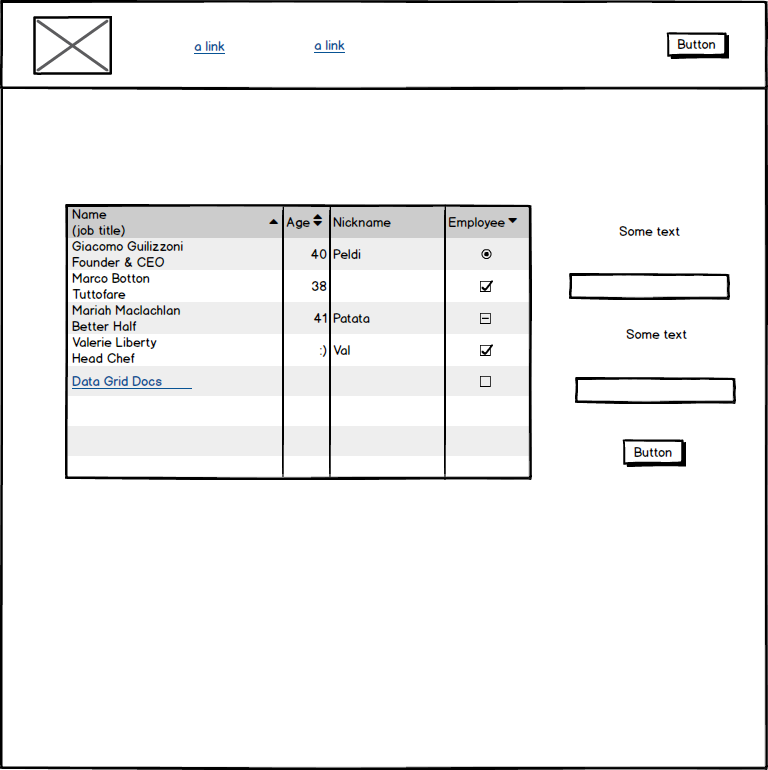 a link
a link
Button
Name
(job title)
Age
Nickname
Employee
Giacomo Guilizzoni
Founder & CEO
40
Peldi
Marco Botton
Tuttofare
38
Mariah Maclachlan
Better Half
41
Patata
Valerie Liberty
Head Chef
:)
Val
Data Grid Docs
Some text
Some text
Button